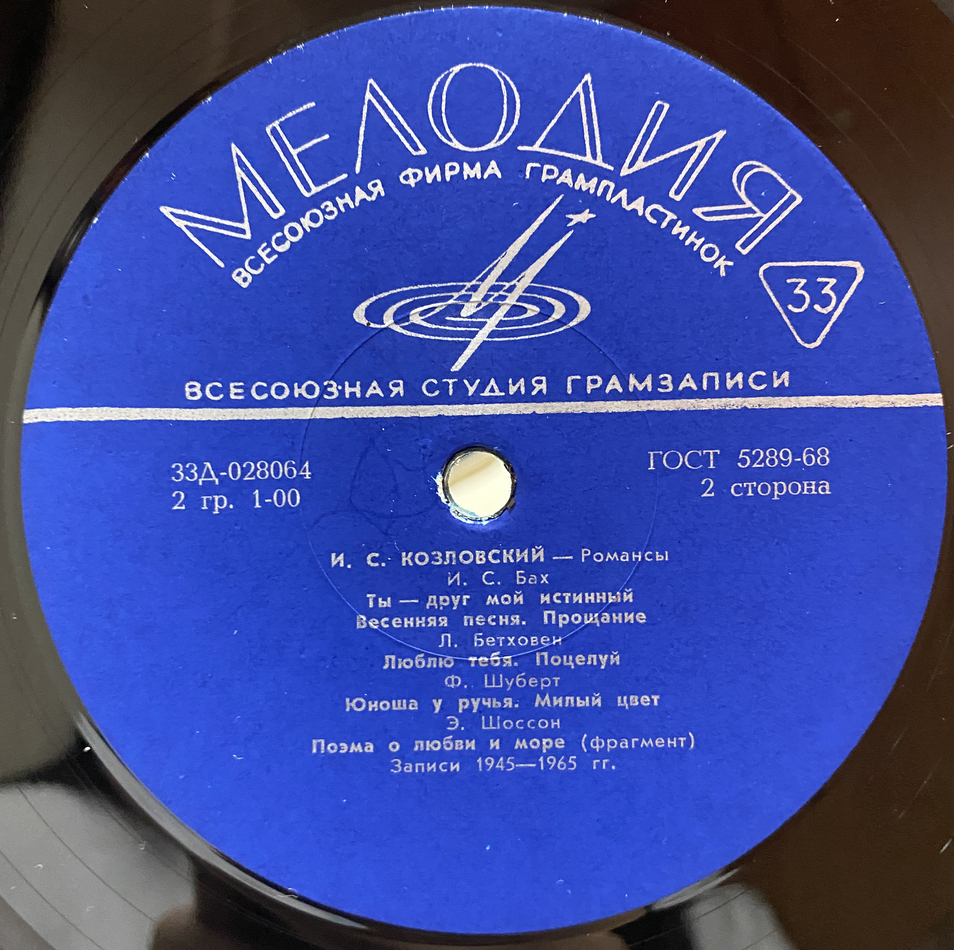 МЕЛОДИЯ
ВСЕСОЮЗНАЯ ФИРМА ГРАМПЛАСТИНОК
33
ВСЕСОЮЗНАЯ СТУДИЯ ГРАМЗАПИСИ
33Д-028064
ГОСТ 5289-68
2 гр. 1-00
2 сторона
И. С. КОЗЛОВСКИЙ — Романсы
И. С. Бах
Ты — друг мой истинный
Весенняя песня. Прощание
Л. Бетховен
Люблю тебя. Поцелуй
Ф. Шуберт
Юноша у ручья. Милый цвет
Э. Шоссон
Поэма о любви и море (фрагмент)
Записи 1945—1965 гг.